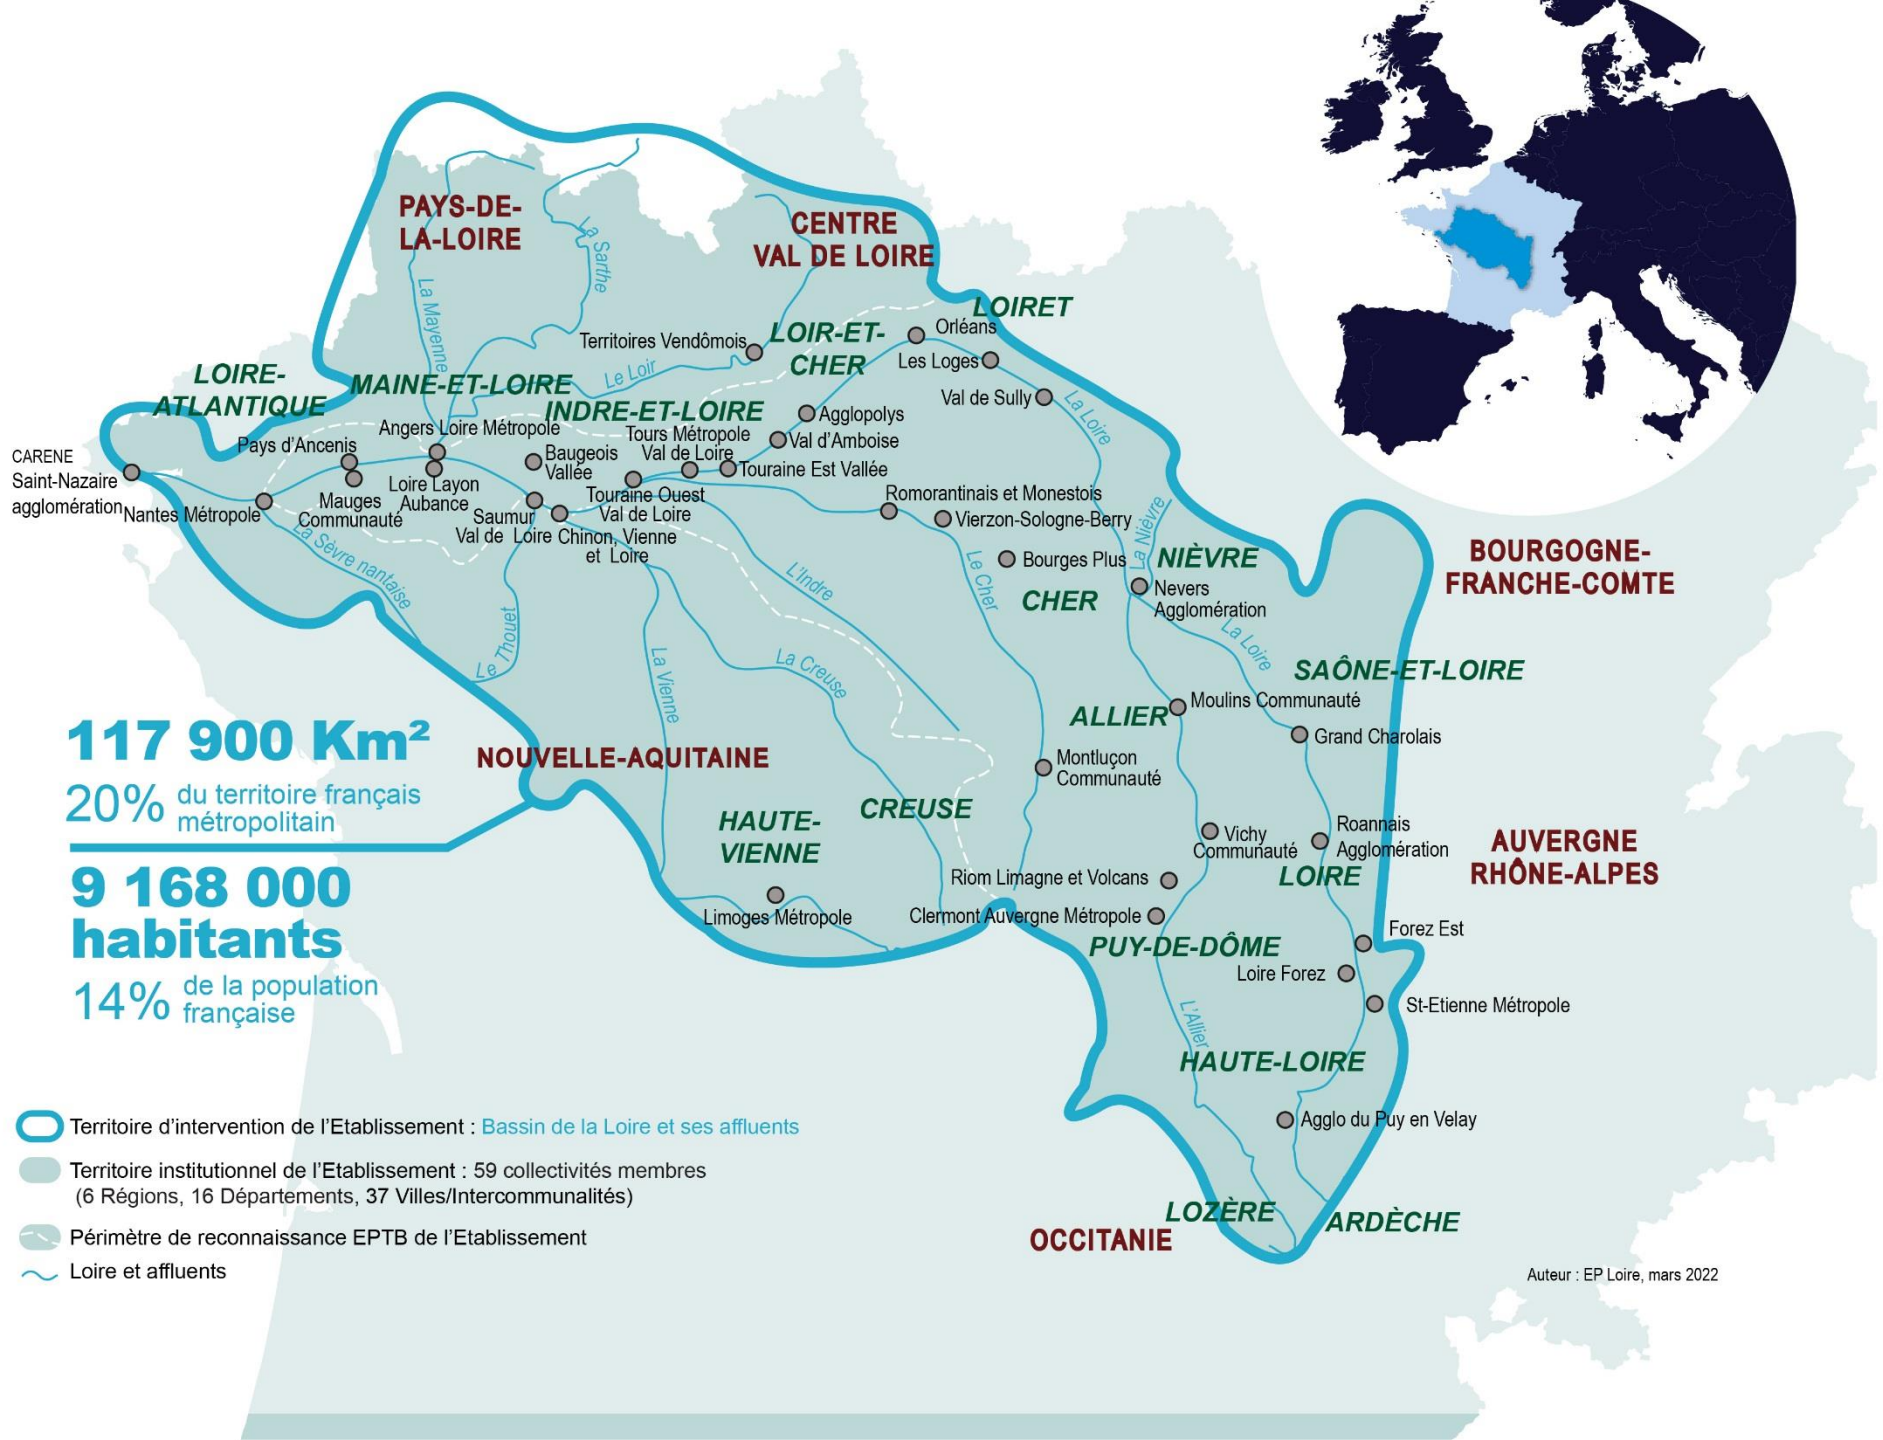 PAYS-DE-
LA-LOIRE
CENTRE
VAL DE LOIRE
La Sarthe
La Mayenne
LOIRET
Orléans
LOIR-ET-
CHER
Territoires Vendômois
Les Loges
Le Loir
LOIRE-
ATLANTIQUE
MAINE-ET-LOIRE
INDRE-ET-LOIRE
Val de Sully
La Loire
Agglopolys
Angers Loire Métropole
Tours Métropole
Val de Loire
Val d'Amboise
Pays d'Ancenis
Baugeois
Vallée
Touraine Est Vallée
CARENE
Saint-Nazaire
agglomération
Nantes Métropole
Mauges
Communauté
Loire Layon
Aubance
Saumur
Val de Loire
Touraine Ouest
Val de Loire
Chinon, Vienne
et Loire
Romorantinais et Monestois
Vierzon-Sologne-Berry
La Sèvre nantaise
Le Thouet
L'Indre
Le Cher
Bourges Plus
La Nièvre
NIÈVRE
CHER
Nevers
Agglomération
BOURGOGNE-
FRANCHE-COMTE
La Loire
La Vienne
La Creuse
SAÔNE-ET-LOIRE
Moulins Communauté
ALLIER
Grand Charolais
117 900 Km²
20% du territoire français
métropolitain
NOUVELLE-AQUITAINE
Montluçon
Communauté
HAUTE-
VIENNE
CREUSE
Vichy
Communauté
Roannais
Agglomération
AUVERGNE
RHÔNE-ALPES
LOIRE
9 168 000
habitants
14% de la population
française
Riom Limagne et Volcans
Limoges Métropole
Clermont Auvergne Métropole
PUY-DE-DÔME
Forez Est
Loire Forez
St-Etienne Métropole
L'Allier
HAUTE-LOIRE
Agglo du Puy en Velay
LOZÈRE
ARDÈCHE
OCCITANIE
Territoire d'intervention de l'Etablissement : Bassin de la Loire et ses affluents
Territoire institutionnel de l'Etablissement : 59 collectivités membres
(6 Régions, 16 Départements, 37 Villes/Intercommunalités)
Périmètre de reconnaissance EPTB de l'Etablissement
Loire et affluents
Auteur : EP Loire, mars 2022